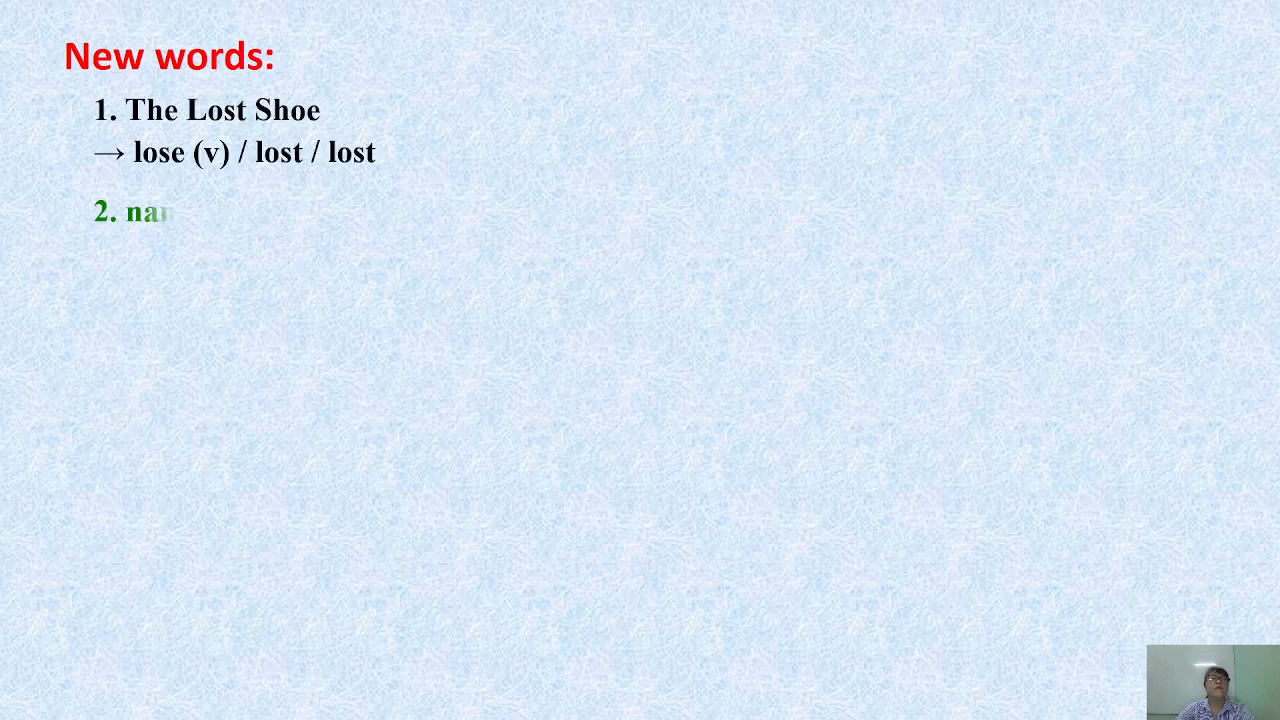 New words:
1. The Lost Shoe
→ lose (v) / lost / lost
2.